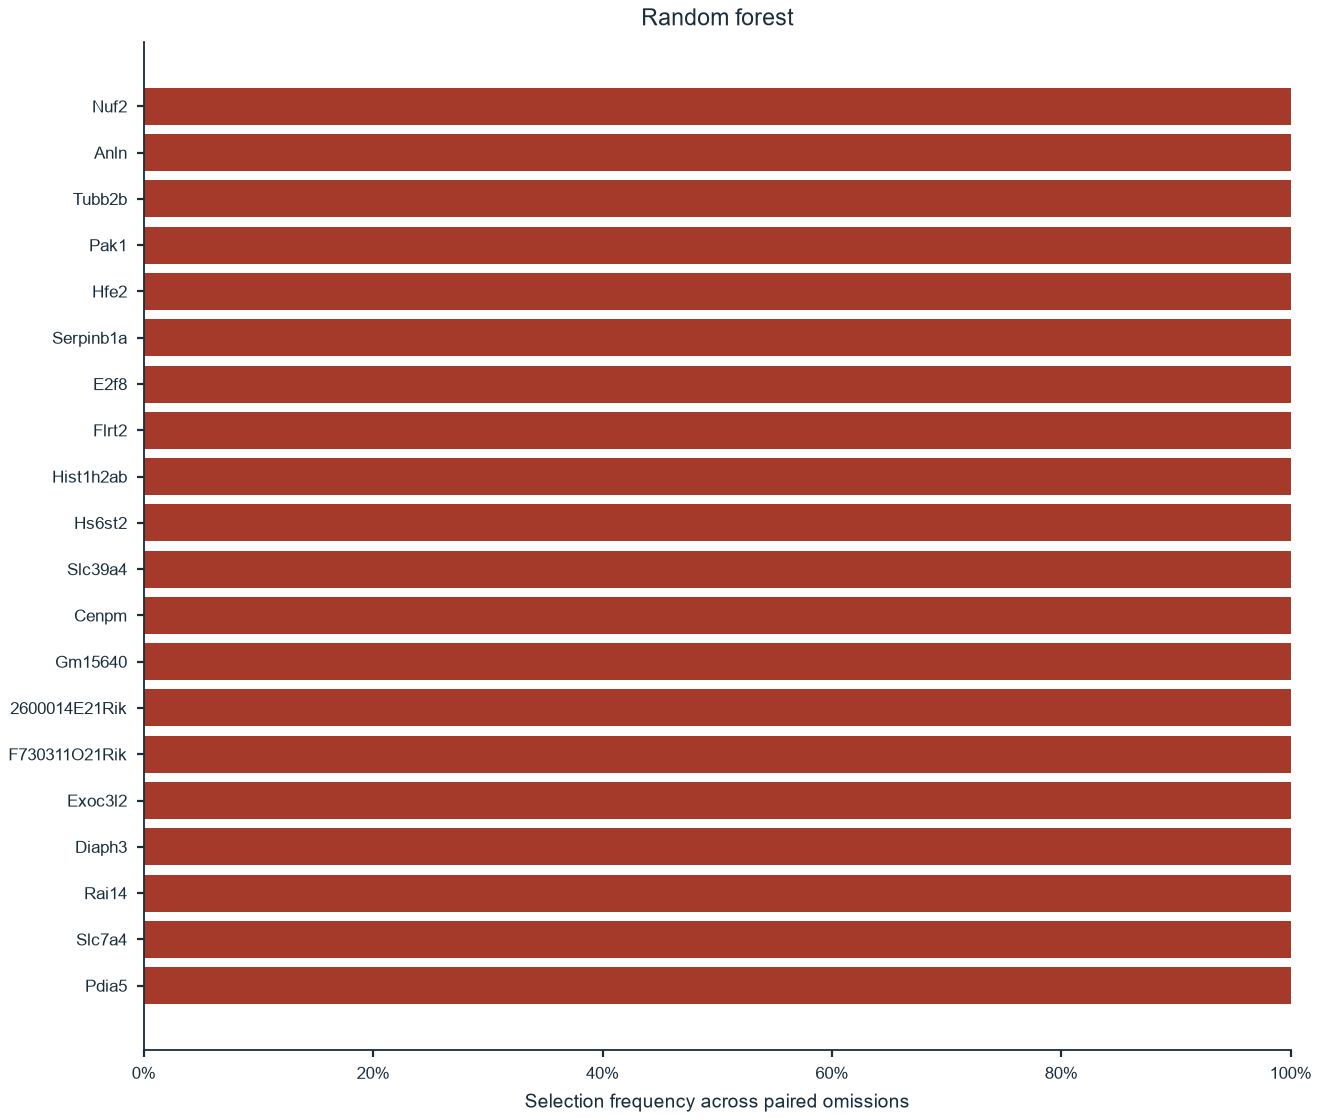 Random forest
Nuf2
Anln
Tubb2b
Pak1
Hfe2
Serpinb1a
E2f8
Flrt2
Hist1h2ab
Hs6st2
Slc39a4
Cenpm
Gm15640
2600014E21Rik
F730311O21Rik
Exoc3l2
Diaph3
Rai14
Slc7a4
Pdia5
0% 20% 40% 60% 80% 100%
Selection frequency across paired omissions